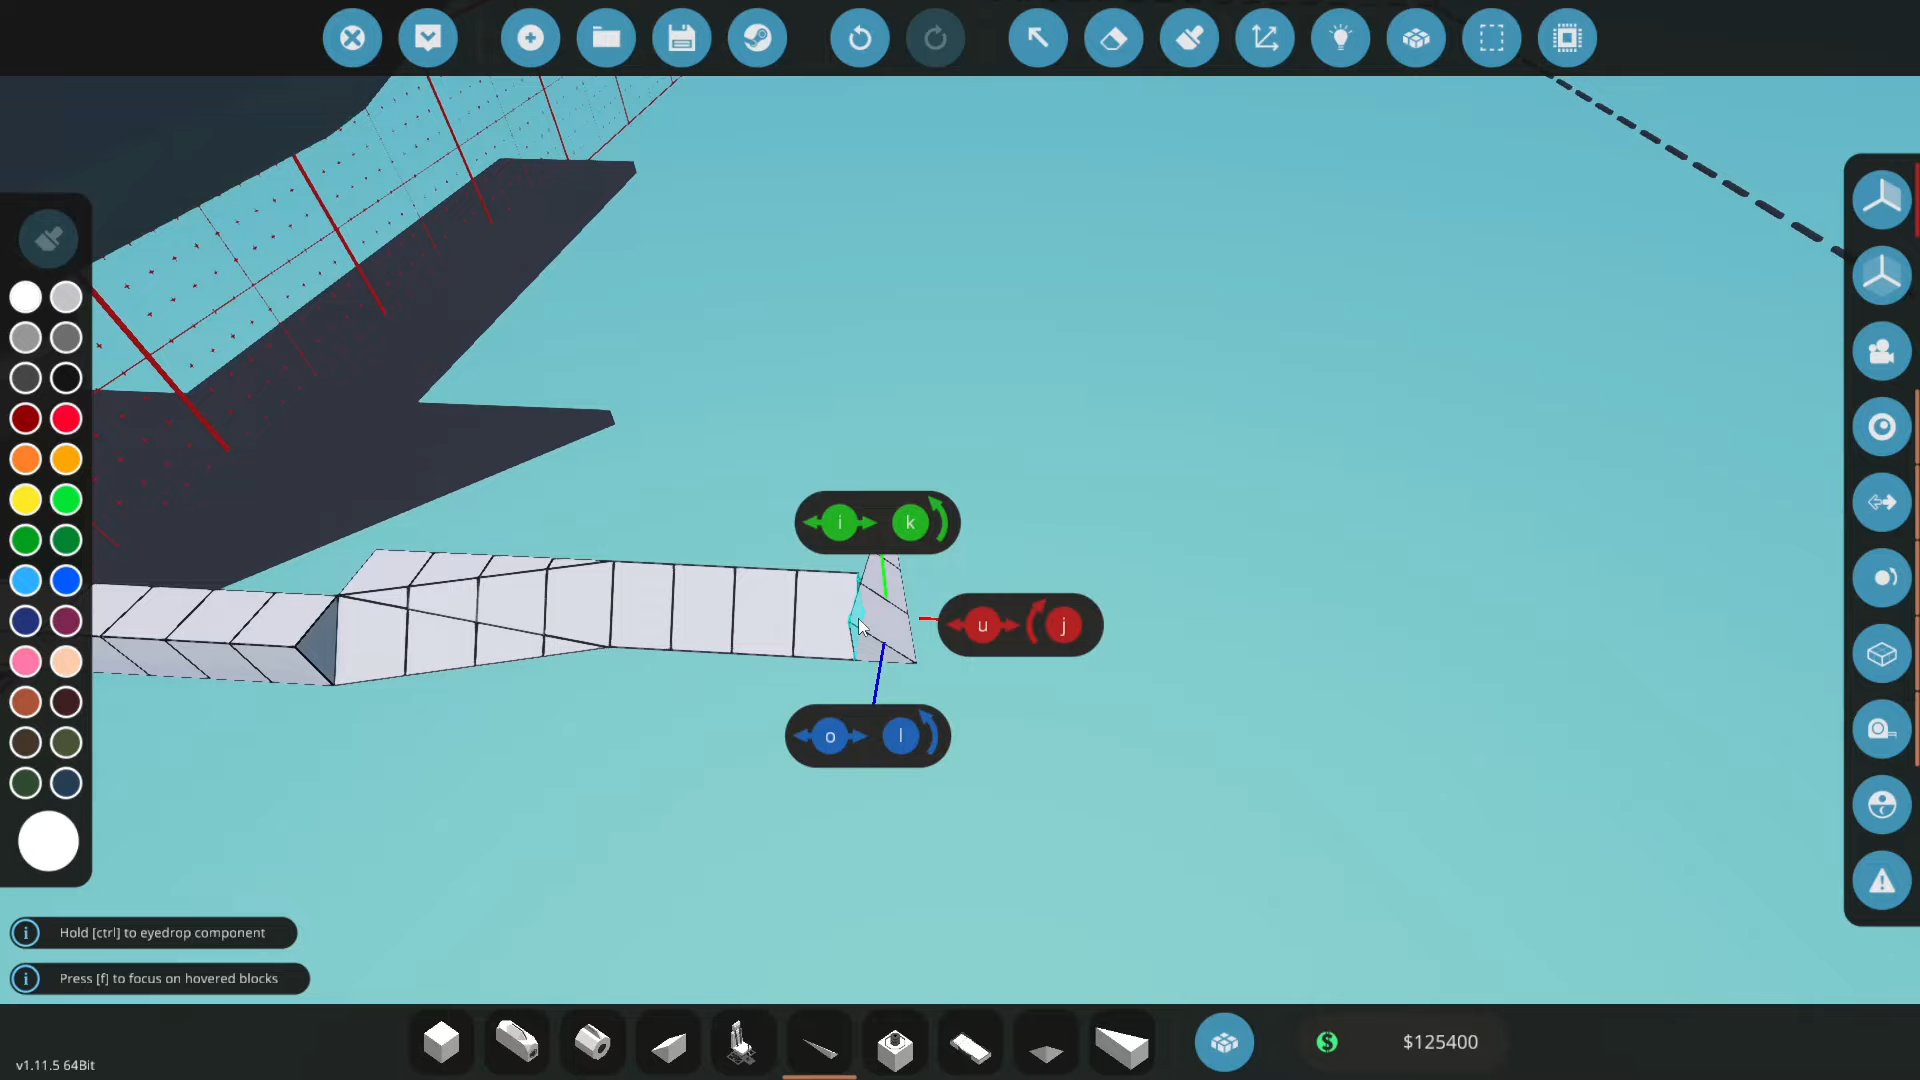 i k
u j
o l
Hold [ctrl] to eyedrop component
Press [f] to focus on hovered blocks
v1.11.5 64Bit
$ $125400